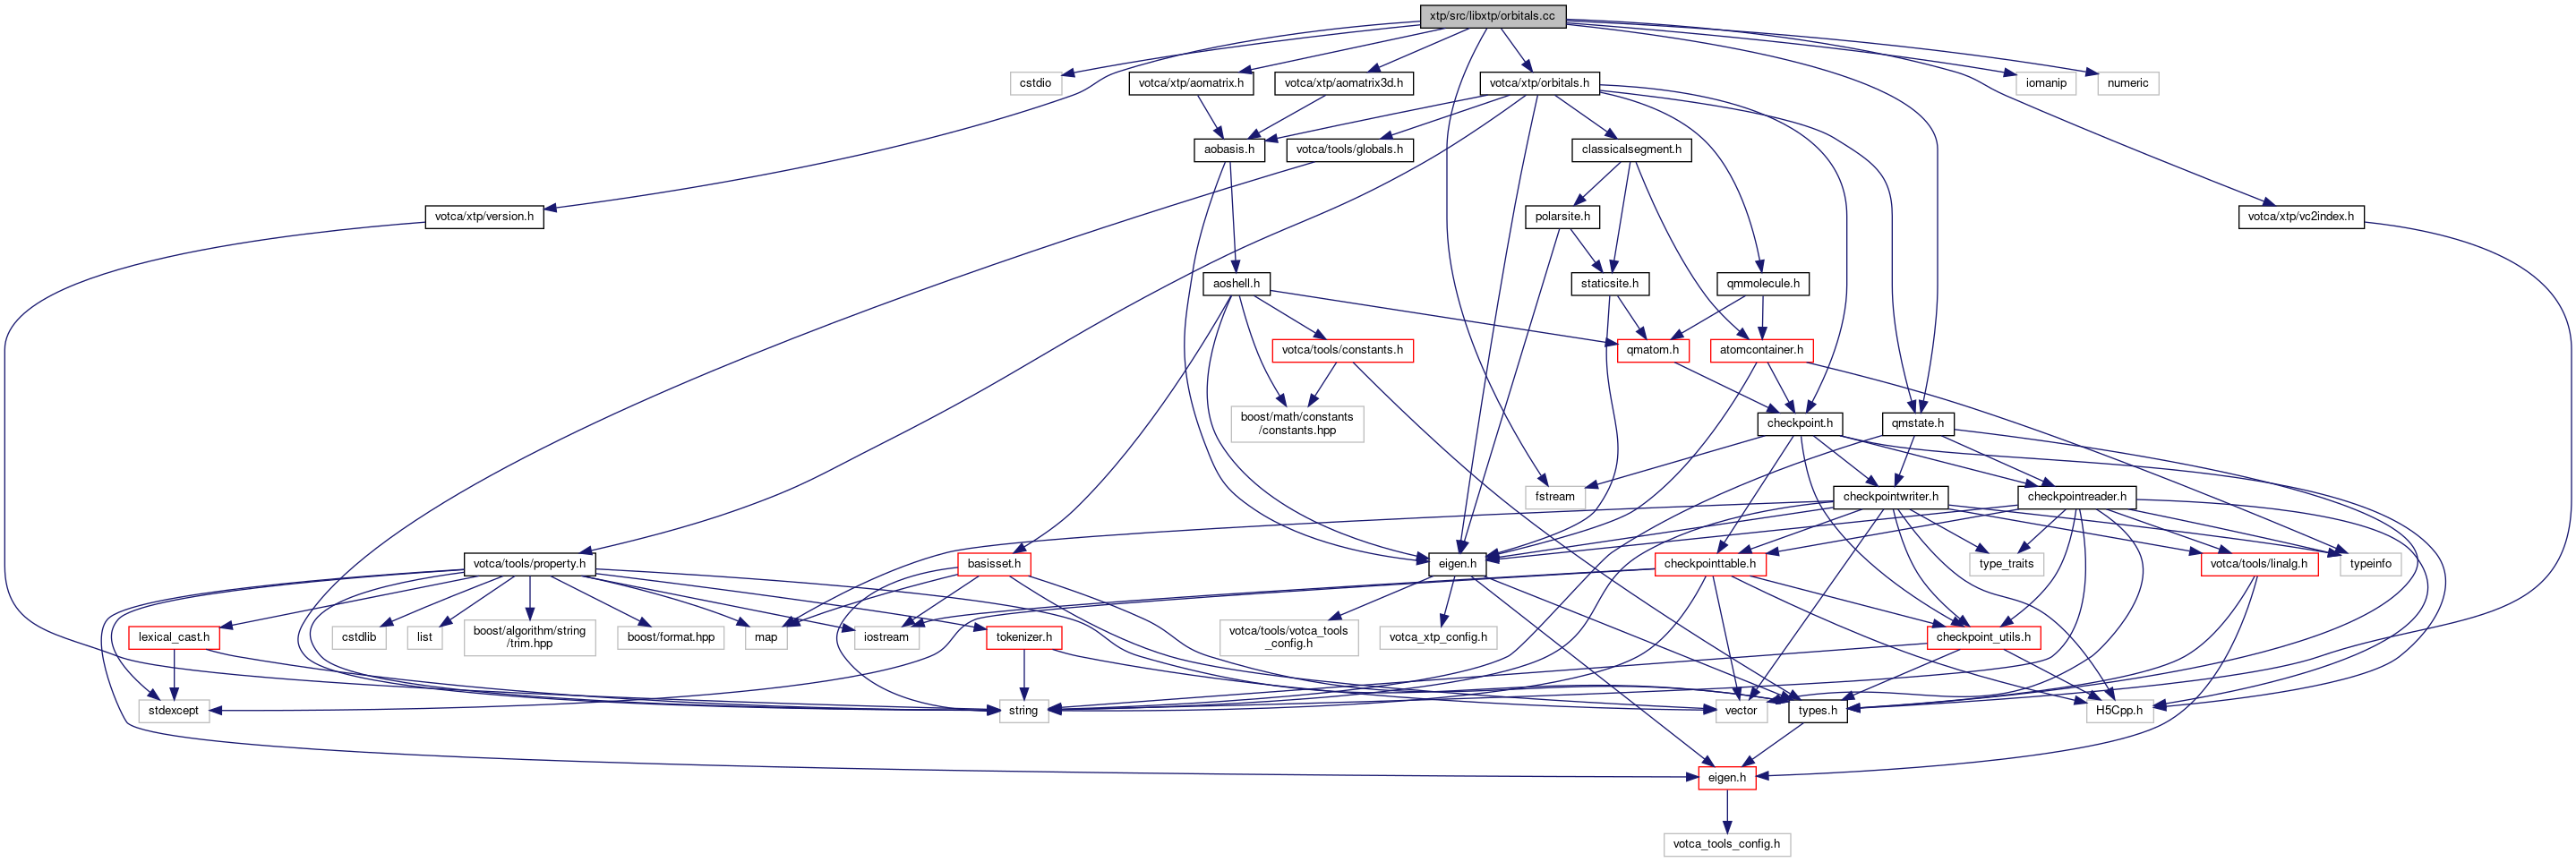 xtp/src/libxtp/orbitals.cc
cstdio
votca/xtp/aomatrix.h
votca/xtp/aomatrix3d.h
votca/xtp/orbitals.h
iomanip
numeric
aobasis.h
votca/tools/globals.h
classicalsegment.h
votca/xtp/version.h
polarsite.h
votca/xtp/vc2index.h
aoshell.h
staticsite.h
qmmolecule.h
votca/tools/constants.h
qmatom.h
atomcontainer.h
boost/math/constants
/constants.hpp
checkpoint.h
qmstate.h
fstream
checkpointwriter.h
checkpointreader.h
votca/tools/property.h
basisset.h
eigen.h
checkpointtable.h
type_traits
votca/tools/linalg.h
typeinfo
lexical_cast.h
cstdlib
list
boost/algorithm/string
/trim.hpp
boost/format.hpp
map
iostream
tokenizer.h
votca/tools/votca_tools
_config.h
votca_xtp_config.h
checkpoint_utils.h
stdexcept
string
vector
types.h
H5Cpp.h
eigen.h
votca_tools_config.h